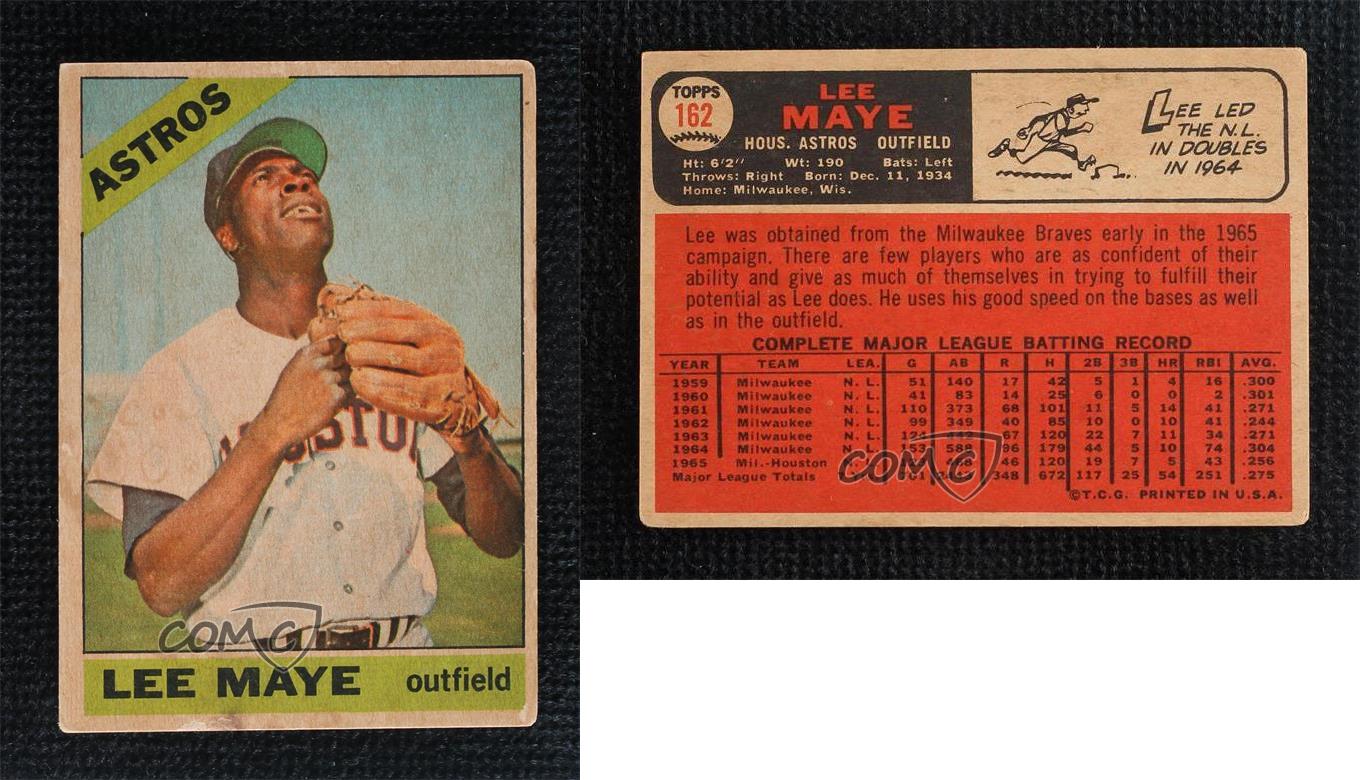 ASTROS
HOUSTON
COMC
LEE MAYE outfield
TOPPS
162
LEE
MAYE
HOUS. ASTROS OUTFIELD
Ht: 6'2" Wt: 190 Bats: Left
Throws: Right Born: Dec. 11, 1934
Home: Milwaukee, Wis.
LEE LED
THE N.L.
IN DOUBLES
IN 1964
Lee was obtained from the Milwaukee Braves early in the 1965
campaign. There are few players who are as confident of their
ability and give as much of themselves in trying to fulfill their
potential as Lee does. He uses his good speed on the bases as well
as in the outfield.
COMPLETE MAJOR LEAGUE BATTING RECORD
YEAR TEAM LEA. G AB R H 2B 3B HR RBI AVG.
1959 Milwaukee N. L. 51 140 17 42 5 1 4 16 .300
1960 Milwaukee N. L. 41 83 14 25 6 0 0 2 .301
1961 Milwaukee N. L. 110 373 68 101 11 5 14 41 .271
1962 Milwaukee N. L. 99 349 40 85 10 0 10 41 .244
1963 Milwaukee N. L. 67 120 22 7 11 34 .271
1964 Milwaukee N. L. 153 588 96 179 44 5 10 74 .304
1965 Mil.-Houston 46 120 19 7 5 43 .256
Major League Totals 348 672 117 25 54 251 .275
COMC
©T.C.G. PRINTED IN U.S.A.